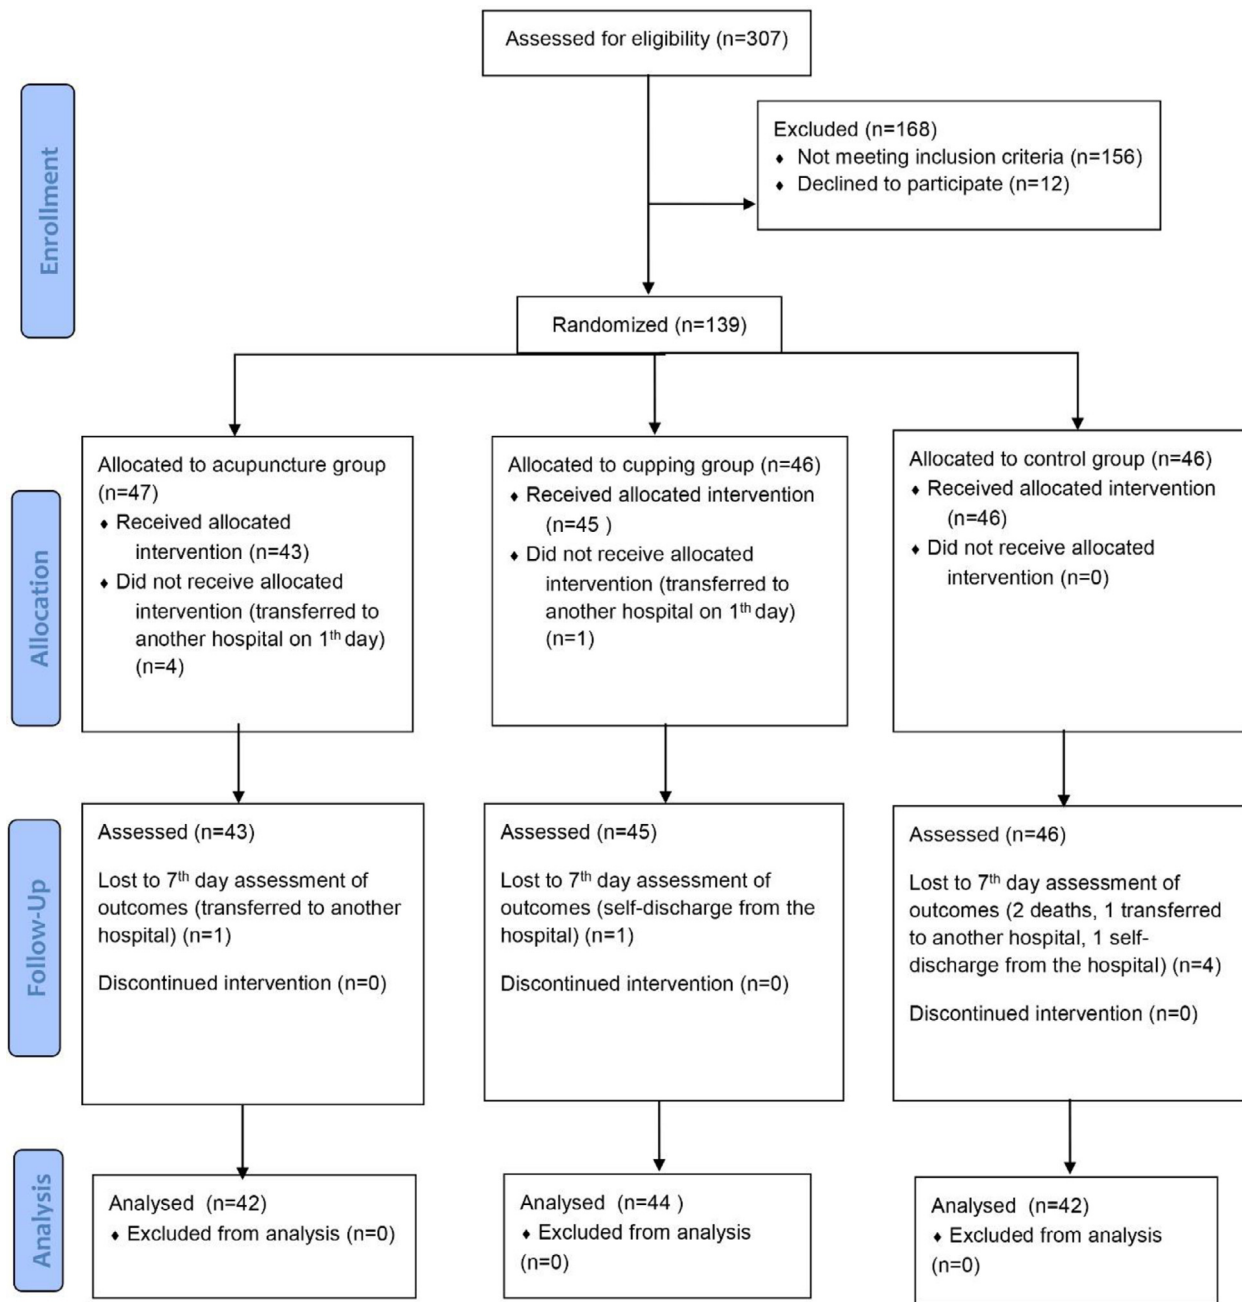 Assessed for eligibility (n=307)
Enrollment
Excluded (n=168)
♦ Not meeting inclusion criteria (n=156)
♦ Declined to participate (n=12)
Randomized (n=139)
Allocation
Allocated to acupuncture group
(n=47)
♦ Received allocated
intervention (n=43)
♦ Did not receive allocated
intervention (transferred to
another hospital on 1th day)
(n=4)
Allocated to cupping group (n=46)
♦ Received allocated intervention
(n=45 )
♦ Did not receive allocated
intervention (transferred to
another hospital on 1th day)
(n=1)
Allocated to control group (n=46)
♦ Received allocated intervention
(n=46)
♦ Did not receive allocated
intervention (n=0)
Follow-Up
Assessed (n=43)
Lost to 7th day assessment of
outcomes (transferred to another
hospital) (n=1)
Discontinued intervention (n=0)
Assessed (n=45)
Lost to 7th day assessment of
outcomes (self-discharge from the
hospital) (n=1)
Discontinued intervention (n=0)
Assessed (n=46)
Lost to 7th day assessment of
outcomes (2 deaths, 1 transferred
to another hospital, 1 self-
discharge from the hospital) (n=4)
Discontinued intervention (n=0)
Analysis
Analysed (n=42)
♦ Excluded from analysis (n=0)
Analysed (n=44 )
♦ Excluded from analysis
(n=0)
Analysed (n=42)
♦ Excluded from analysis
(n=0)